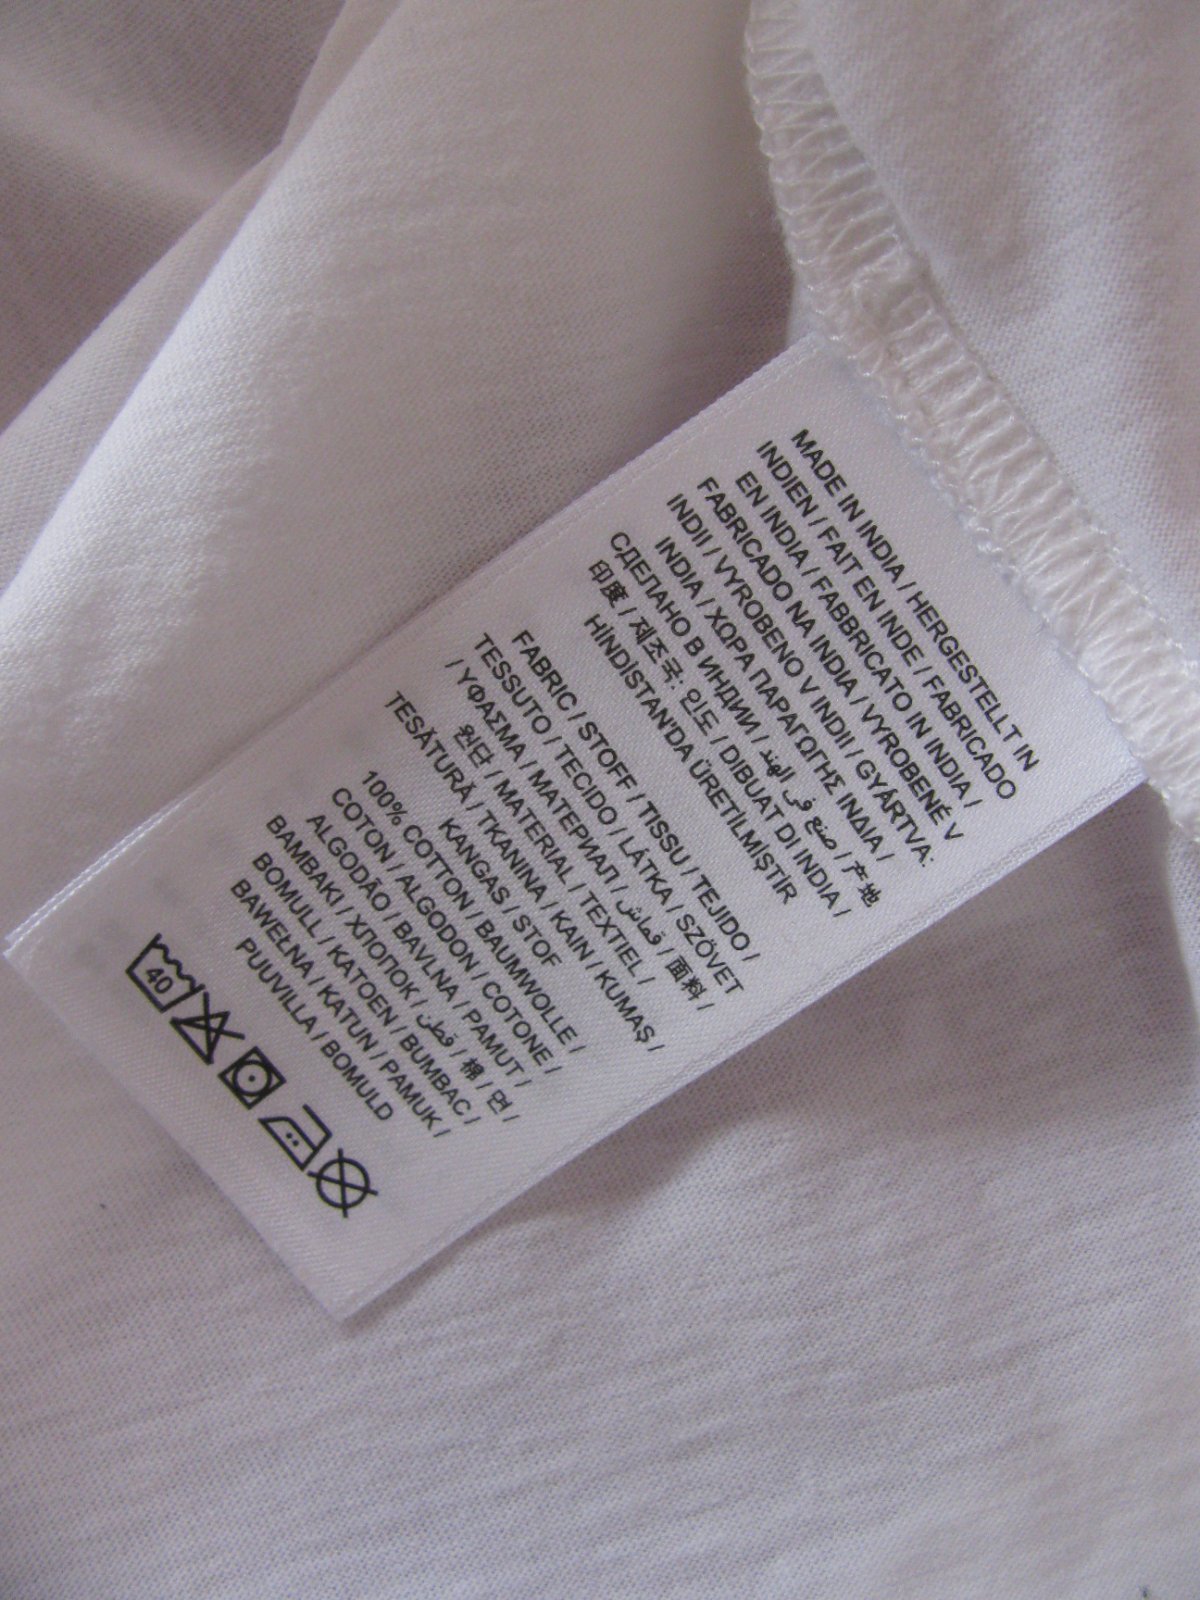 MADE IN INDIA / HERGESTELLT IN
INDIEN / FAIT EN INDE / FABRICADO
EN INDIA / FABBRICATO IN INDIA /
FABRICADO NA INDIA / VYROBENÉ V
INDII / VYROBENO V INDII / GYÁRTVA:
INDIA / ΧΩΡΑ ΠΑΡΑΓΩΓΗΣ ΙΝΔΙΑ /
СДЕЛАНО В ИНДИИ / صنع في الهند / 产地
印度 / 제조국: 인도 / DIBUAT DI INDIA /
HİNDİSTAN'DA ÜRETİLMİŞTİR
FABRIC / STOFF / TISSU / TEJIDO /
TESSUTO / TECIDO / LÁTKA / SZÖVET
/ ΥΦΑΣΜΑ / МАТЕРИАЛ / قماش / 面料 /
원단 / MATERIAL / TEXTIEL /
TESĂTURĂ / TKANINA / KAIN / KUMAŞ /
KANGAS / STOF
100% COTTON / BAUMWOLLE /
COTON / ALGODON / COTONE /
ALGODÃO / BAVLNA / PAMUT /
BAMBAKI / ХЛОПОК / قطن / 棉 / 면 /
BOMULL / KATOEN / BUMBAC /
BAWEŁNA / KATUN / PAMUK /
PUUVILLA / BOMULD
40